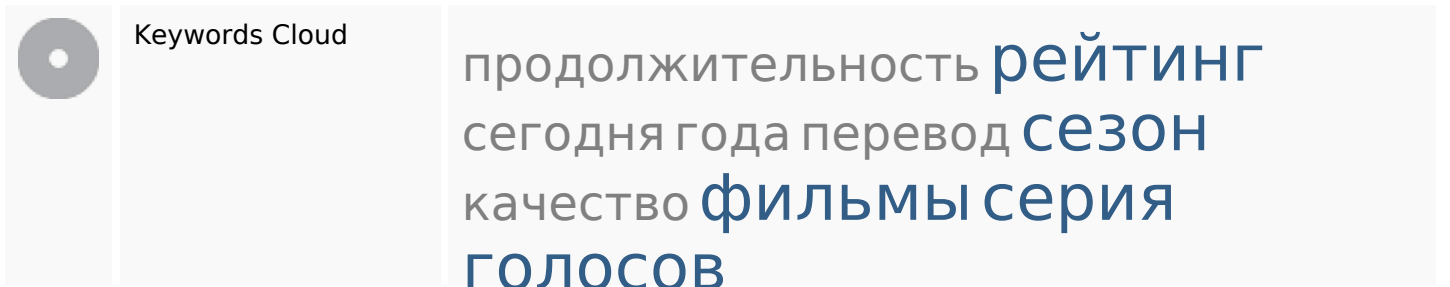 Keywords Cloud
продолжительность рейтинг
сегодня года перевод сезон
качество фильмы серия
голосов